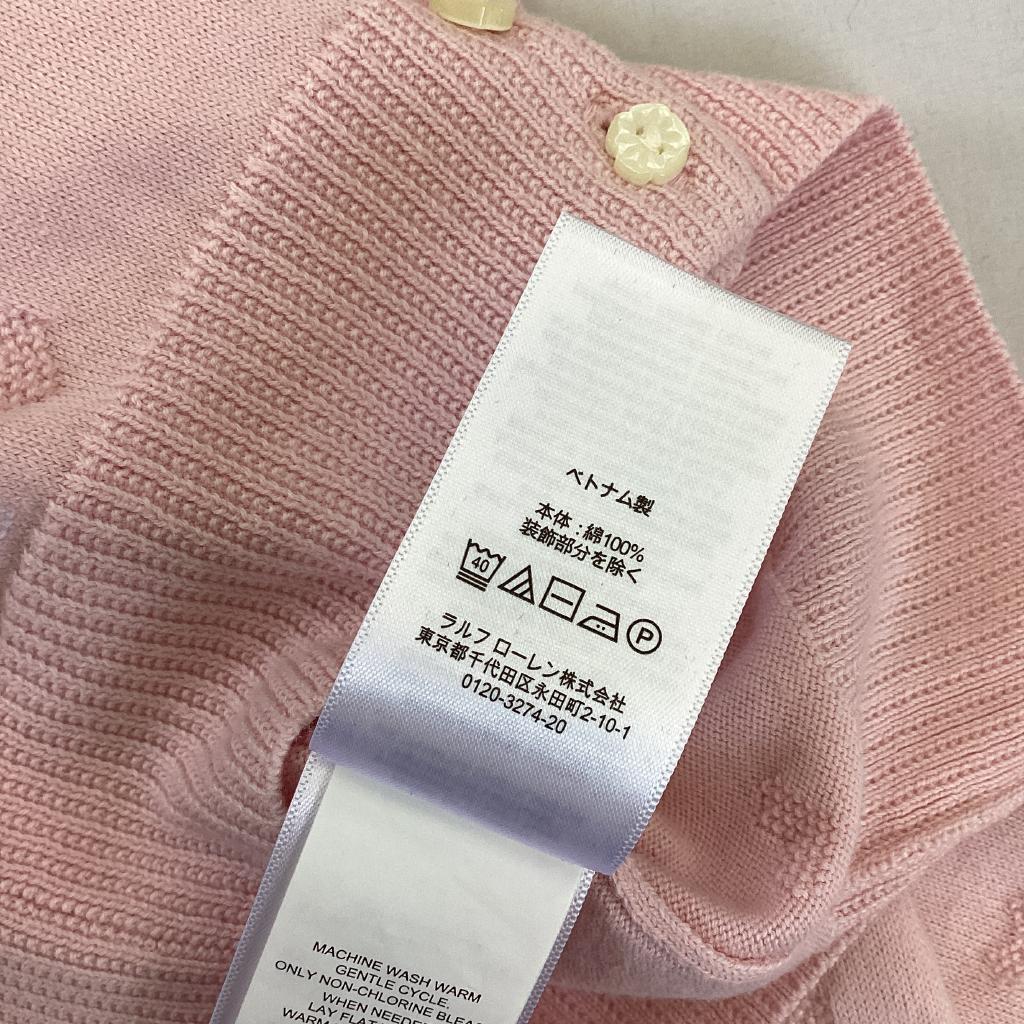 ベトナム製
本体 : 綿100%
装飾部分を除く
40
P
ラルフ ローレン株式会社
東京都千代田区永田町2-10-1
0120-3274-20
MACHINE WASH WARM
GENTLE CYCLE,
ONLY NON-CHLORINE
WHEN
LAY FLAT